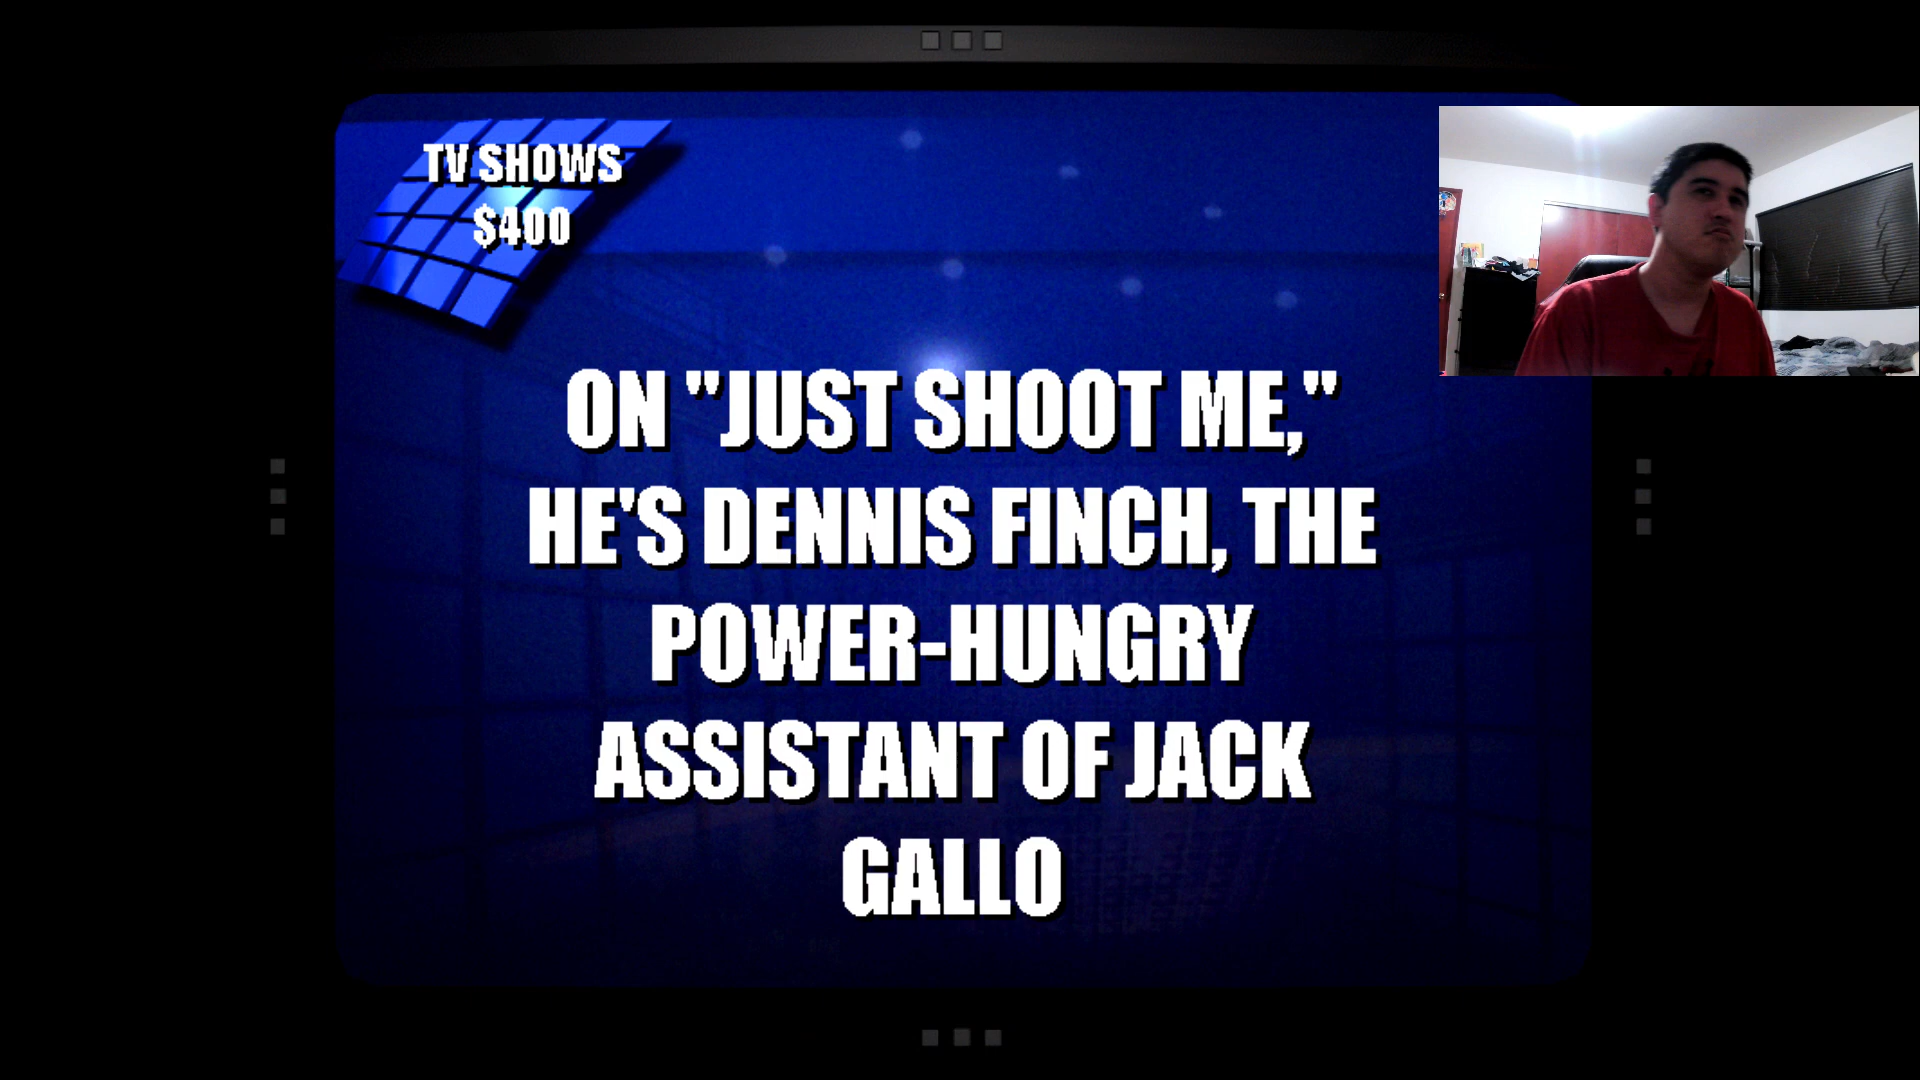 TV SHOWS
$400
ON "JUST SHOOT ME,"
HE'S DENNIS FINCH, THE
POWER-HUNGRY
ASSISTANT OF JACK
GALLO